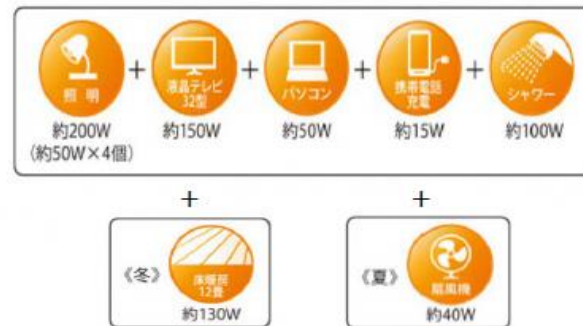 + + + +
照明
液晶テレビ
32型
パソコン
携帯電話
充電
シャワー
約200W
(約50W×4個)
約150W
約50W
約15W
約100W
+ +
《冬》
床暖房
12畳
約130W
《夏》
扇風機
約40W